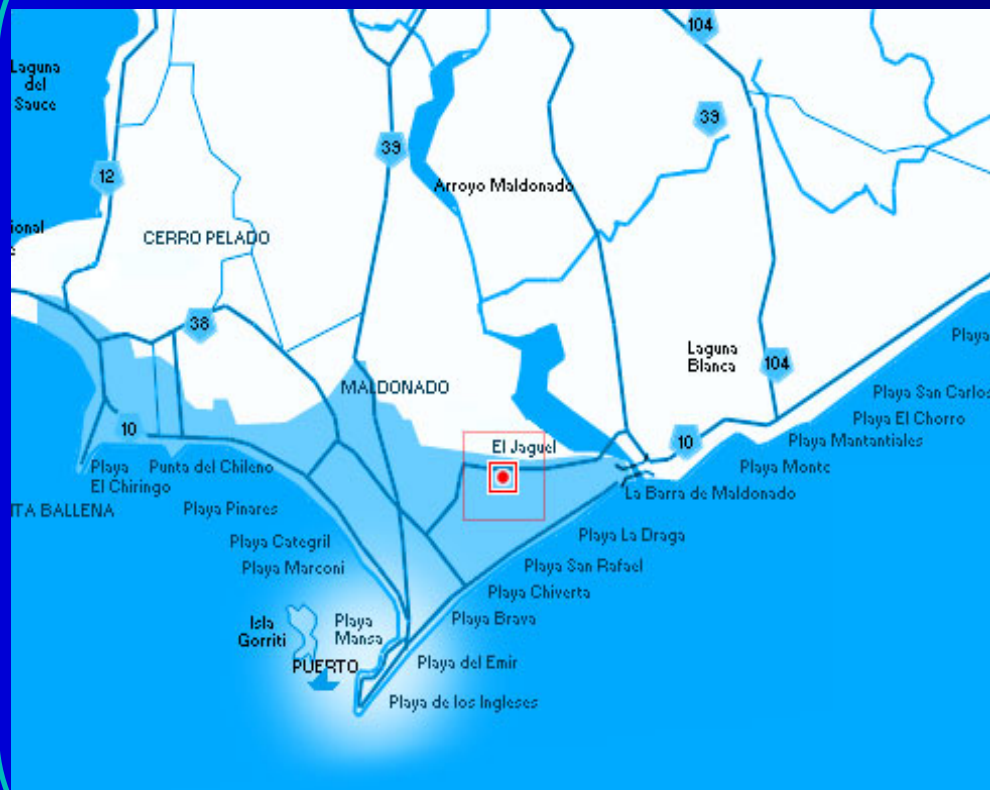 104
Laguna
del
Sauce
39
39
12
Arroyo Maldonado
ional
CERRO PELADO
38
Playa
Laguna
Blanca
104
MALDONADO
Playa San Carlos
Playa El Chorro
10
El Jaguel
10
Playa Mantantiales
Playa
El Chiringo
Punta del Chileno
Playa Monte
La Barra de Maldonado
TA BALLENA
Playa Pinares
Playa La Draga
Playa Categril
Playa Marconi
Playa San Rafael
Playa Chiverta
Isla
Gorriti
Playa
Mansa
Playa Brava
PUERTO
Playa del Emir
Playa de los Ingleses